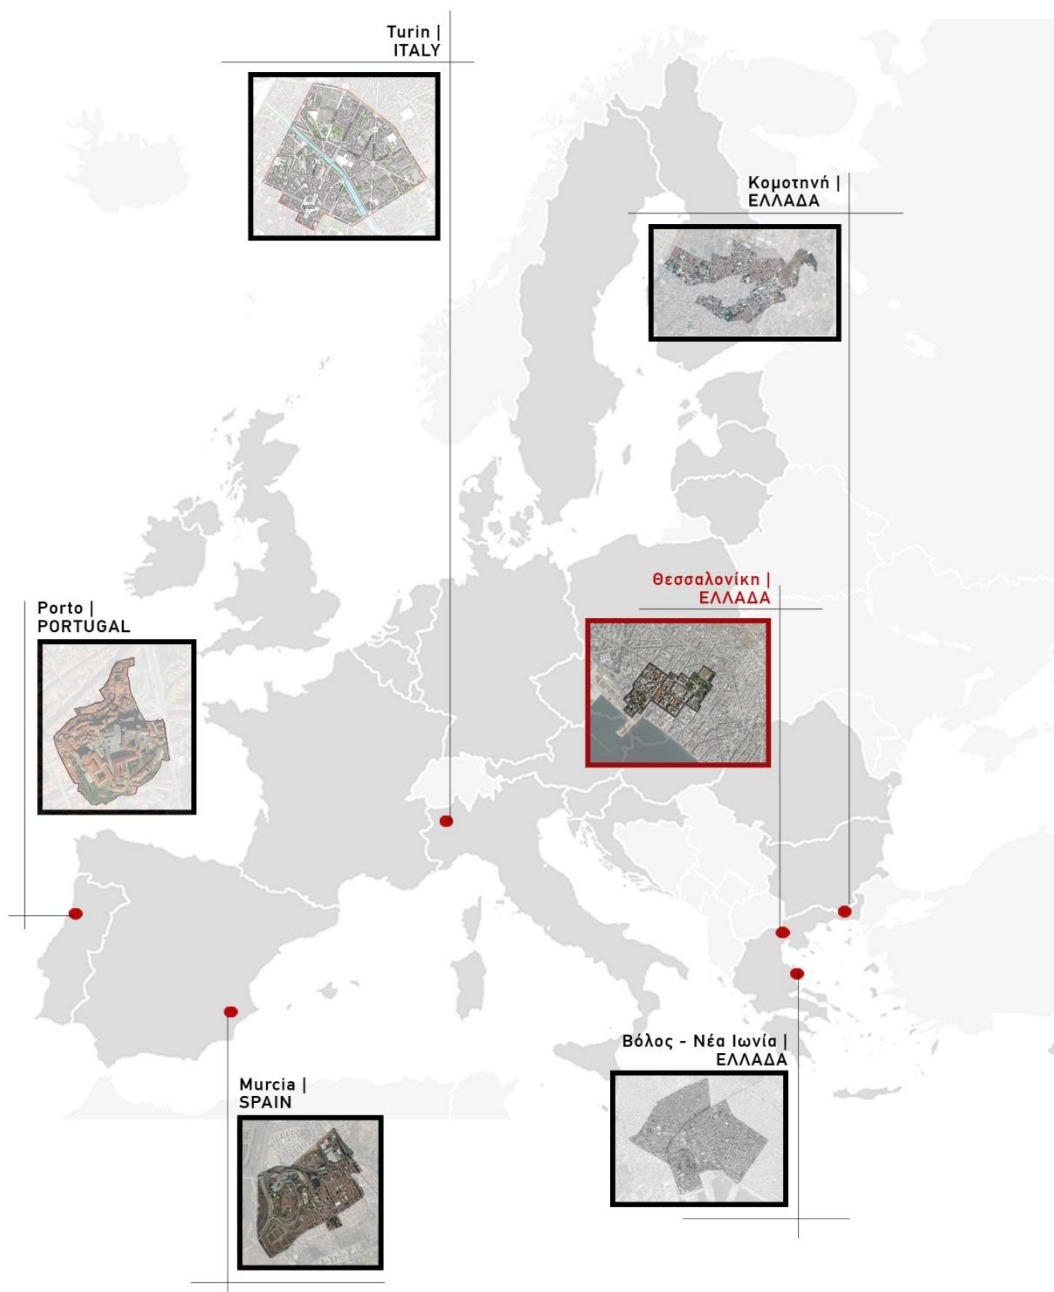 Turin |
ITALY
Κομοτηνή |
ΕΛΛΑΔΑ
Θεσσαλονίκη |
ΕΛΛΑΔΑ
Porto |
PORTUGAL
Βόλος - Νέα Ιωνία |
ΕΛΛΑΔΑ
Murcia |
SPAIN